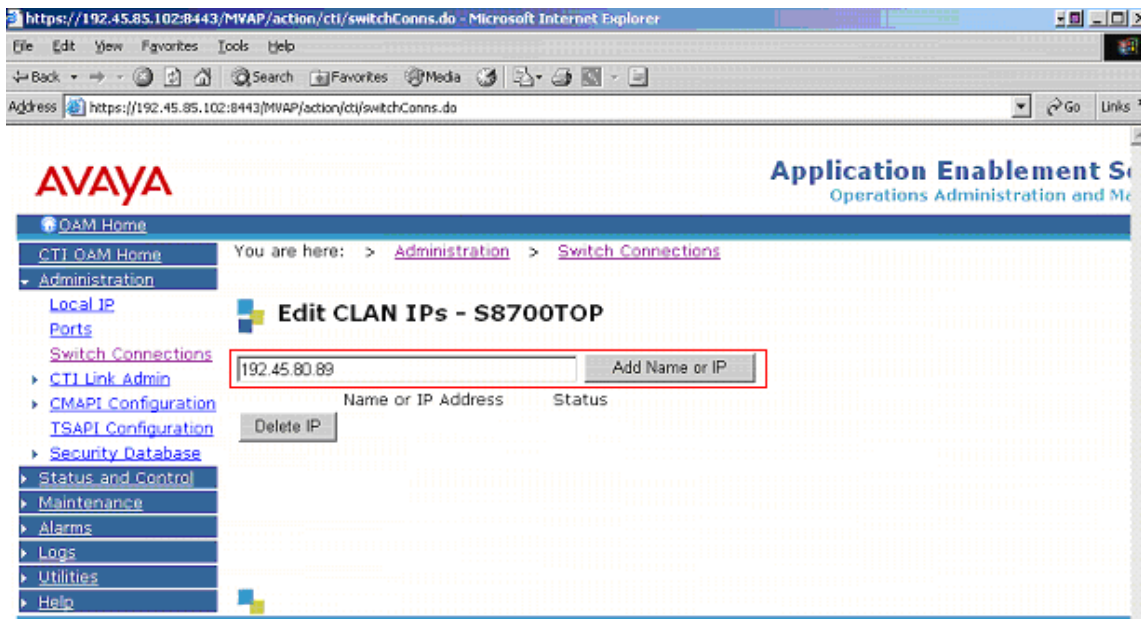 https://192.45.85.102:8443/MVAP/action/cti/switchConns.do - Microsoft Internet Explorer
File Edit View Favorites Tools Help
Back Search Favorites Media
Address https://192.45.85.102:8443/MVAP/action/cti/switchConns.do Go Links
AVAYA
Application Enablement
Operations Administration and
OAM Home
CTI OAM Home
You are here: > Administration > Switch Connections
Administration
Local IP
Ports
Switch Connections
CTI Link Admin
CMAPI Configuration
TSAPI Configuration
Security Database
Status and Control
Maintenance
Alarms
Logs
Utilities
Help
Edit CLAN IPs - S8700TOP
192.45.80.89 Add Name or IP
Name or IP Address Status
Delete IP